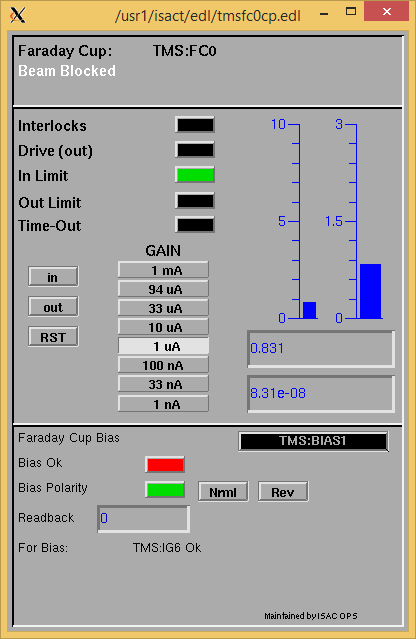 /usr1/isact/edl/tmsfc0cp.edl
Faraday Cup: TMS:FC0
Beam Blocked
Interlocks
Drive (out)
In Limit
Out Limit
Time-Out
10
5
0
3
1.5
0
GAIN
1 mA
94 uA
33 uA
10 uA
1 uA
100 nA
33 nA
1 nA
in
out
RST
0.831
8.31e-08
Faraday Cup Bias TMS:BIAS1
Bias Ok
Bias Polarity Nrml Rev
Readback 0
For Bias: TMS:IG6 Ok
Maintained by ISAC OPS